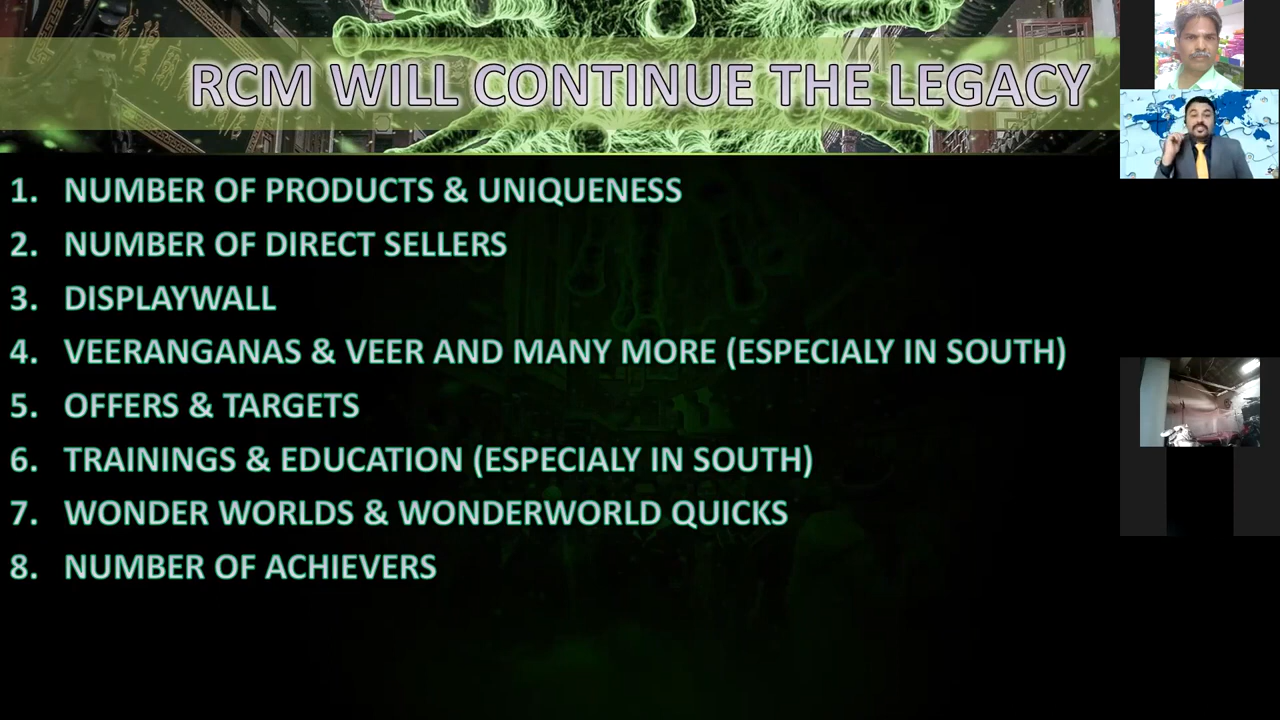 RCM WILL CONTINUE THE LEGACY
1. NUMBER OF PRODUCTS & UNIQUENESS
2. NUMBER OF DIRECT SELLERS
3. DISPLAYWALL
4. VEERANGANAS & VEER AND MANY MORE (ESPECIALY IN SOUTH)
5. OFFERS & TARGETS
6. TRAININGS & EDUCATION (ESPECIALY IN SOUTH)
7. WONDER WORLDS & WONDERWORLD QUICKS
8. NUMBER OF ACHIEVERS